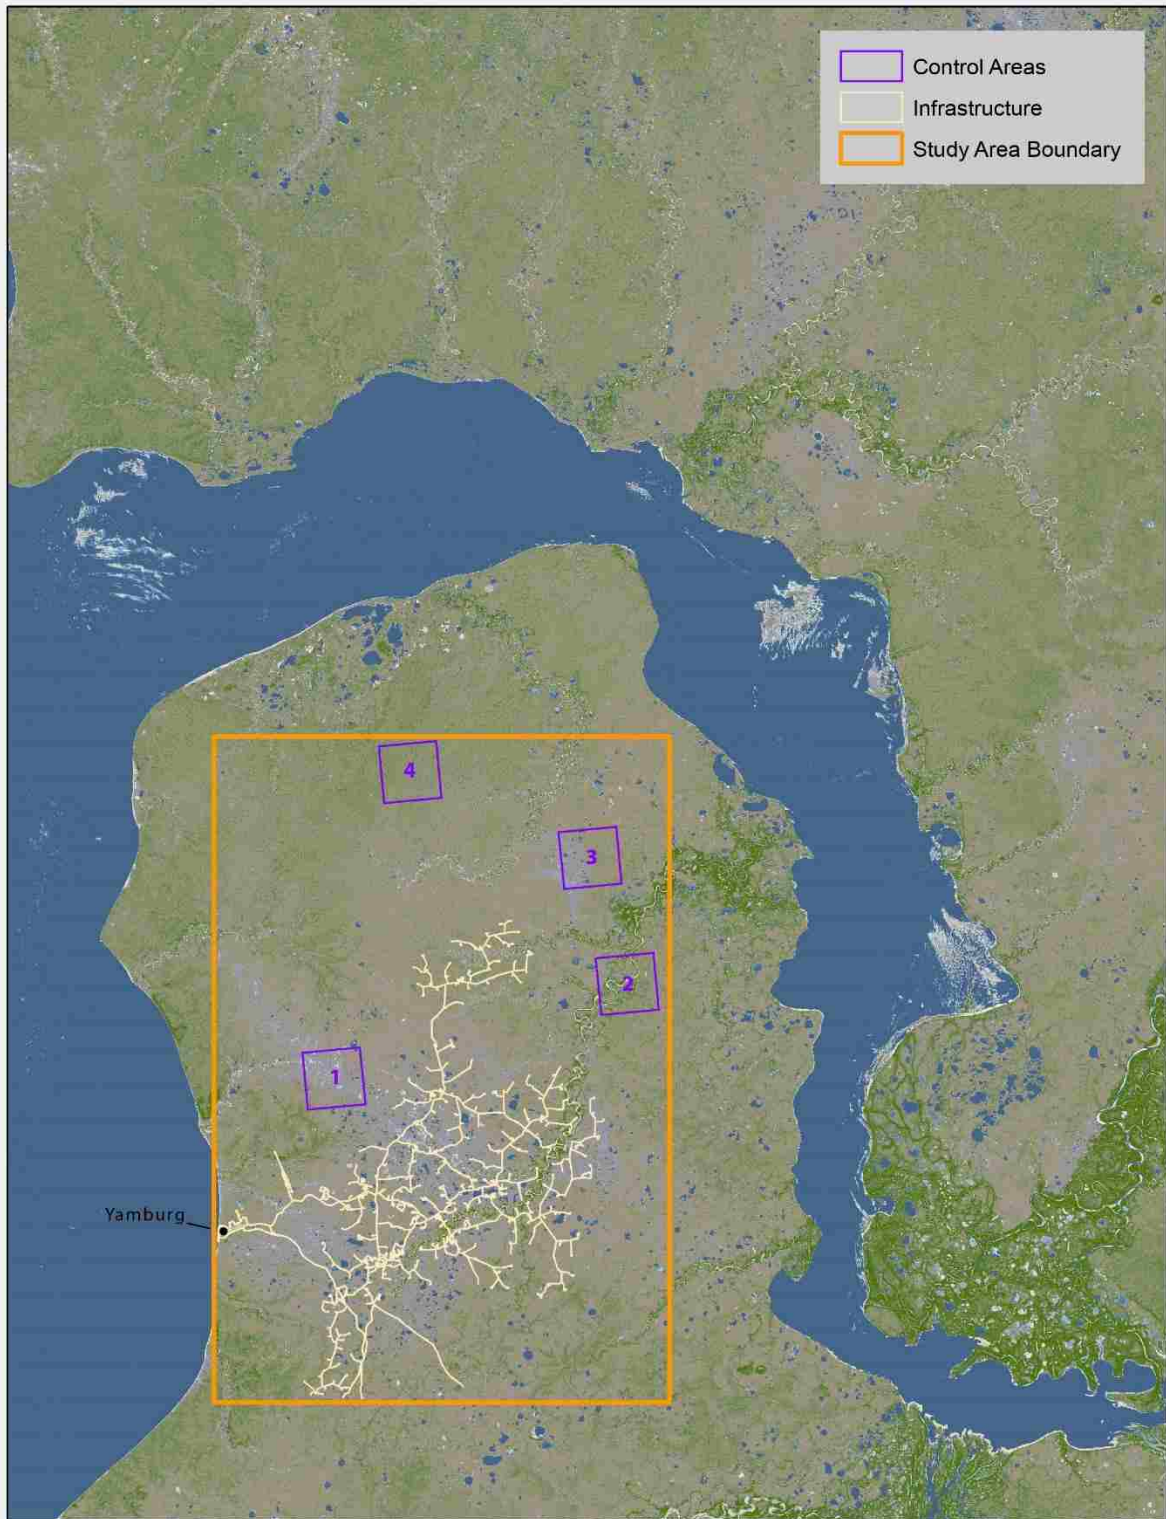 Control Areas
Infrastructure
Study Area Boundary
4
3
2
1
Yamburg